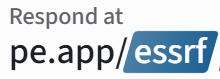 Respond at
pe.app/essrf